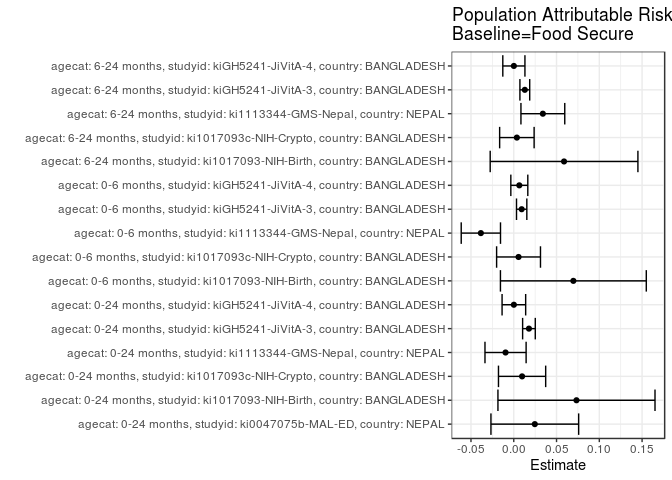 Population Attributable Risk
Baseline=Food Secure
agecat: 6-24 months, studyid: kiGH5241-JiVitA-4, country: BANGLADESH
agecat: 6-24 months, studyid: kiGH5241-JiVitA-3, country: BANGLADESH
agecat: 6-24 months, studyid: ki1113344-GMS-Nepal, country: NEPAL
agecat: 6-24 months, studyid: ki1017093c-NIH-Crypto, country: BANGLADESH
agecat: 6-24 months, studyid: ki1017093-NIH-Birth, country: BANGLADESH
agecat: 0-6 months, studyid: kiGH5241-JiVitA-4, country: BANGLADESH
agecat: 0-6 months, studyid: kiGH5241-JiVitA-3, country: BANGLADESH
agecat: 0-6 months, studyid: ki1113344-GMS-Nepal, country: NEPAL
agecat: 0-6 months, studyid: ki1017093c-NIH-Crypto, country: BANGLADESH
agecat: 0-6 months, studyid: ki1017093-NIH-Birth, country: BANGLADESH
agecat: 0-24 months, studyid: kiGH5241-JiVitA-4, country: BANGLADESH
agecat: 0-24 months, studyid: kiGH5241-JiVitA-3, country: BANGLADESH
agecat: 0-24 months, studyid: ki1113344-GMS-Nepal, country: NEPAL
agecat: 0-24 months, studyid: ki1017093c-NIH-Crypto, country: BANGLADESH
agecat: 0-24 months, studyid: ki1017093-NIH-Birth, country: BANGLADESH
agecat: 0-24 months, studyid: ki0047075b-MAL-ED, country: NEPAL
-0.05 0.00 0.05 0.10 0.15
Estimate